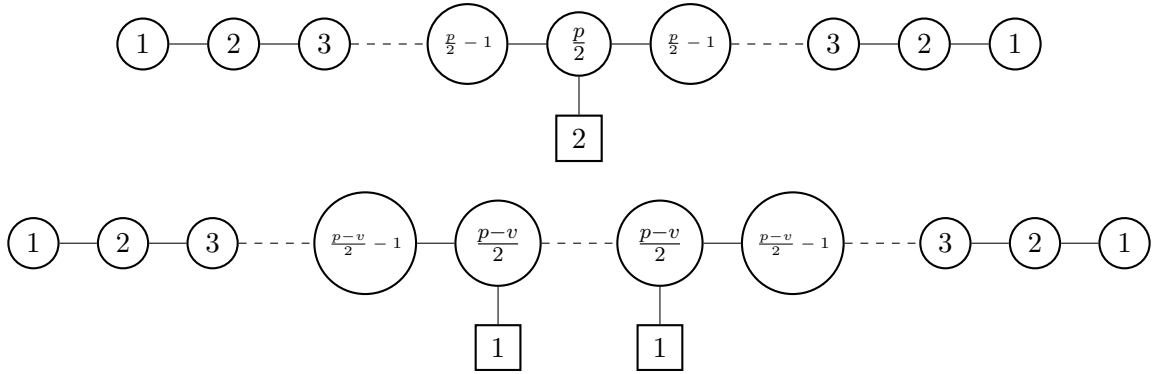 1 2 3 p/2 − 1 p/2 p/2 − 1 3 2 1
2
1 2 3 p−v/2 − 1 p−v/2 p−v/2 p−v/2 − 1 3 2 1
1 1